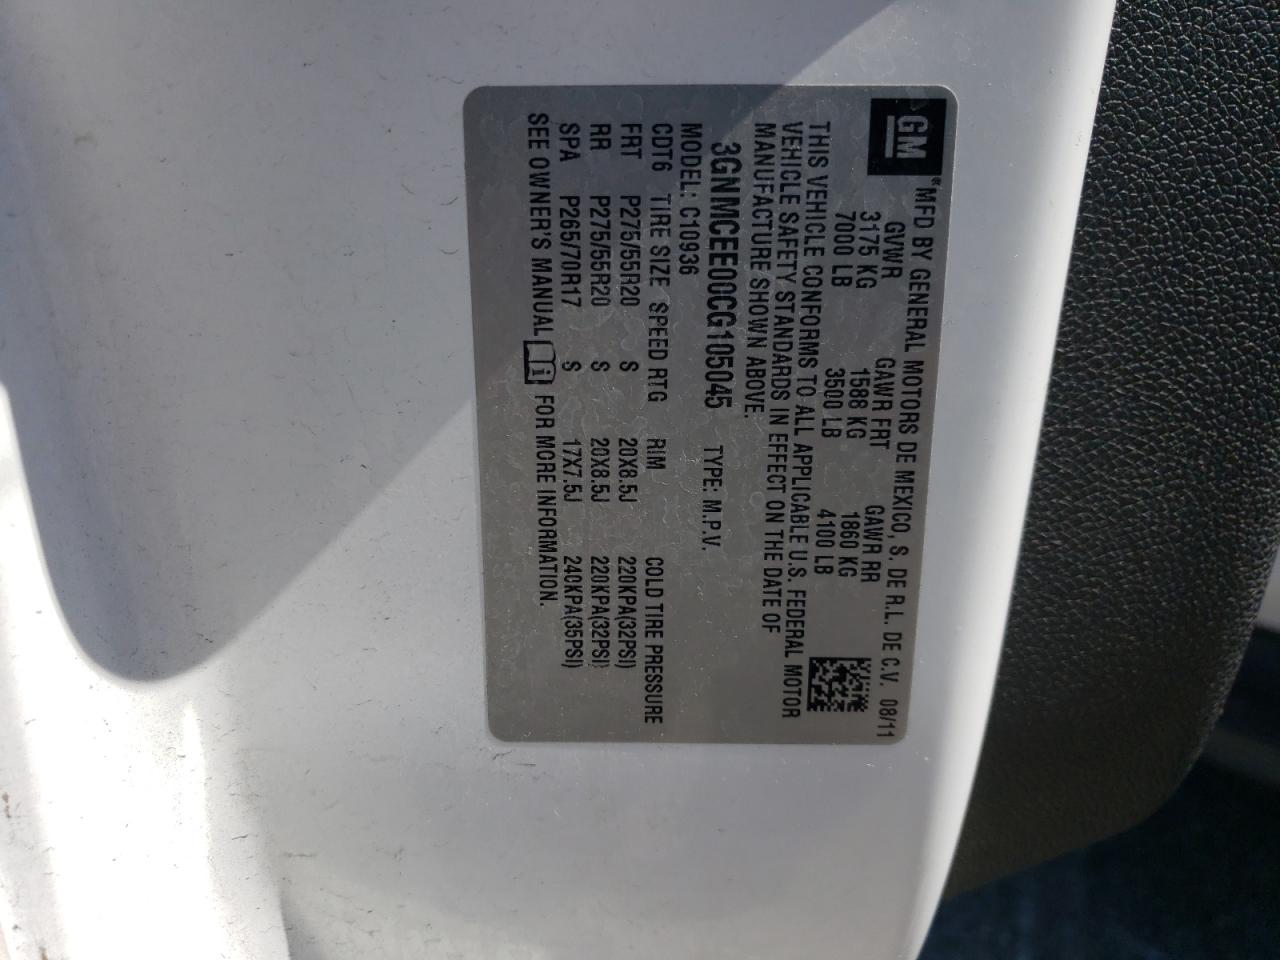 GM ® MFD BY GENERAL MOTORS DE MEXICO, S. DE R.L. DE C.V. 08/11
GVWR GAWR FRT GAWR RR
3175 KG 1588 KG 1860 KG
7000 LB 3500 LB 4100 LB
THIS VEHICLE CONFORMS TO ALL APPLICABLE U.S. FEDERAL MOTOR
VEHICLE SAFETY STANDARDS IN EFFECT ON THE DATE OF
MANUFACTURE SHOWN ABOVE.
3GNMCEE00CG105045 TYPE: M.P.V.
MODEL: C10936
CDT6 TIRE SIZE SPEED RTG RIM COLD TIRE PRESSURE
FRT P275/55R20 S 20X8.5J 220KPA(32PSI)
RR P275/55R20 S 20X8.5J 220KPA(32PSI)
SPA P265/70R17 S 17X7.5J 240KPA(35PSI)
SEE OWNER'S MANUAL i FOR MORE INFORMATION.